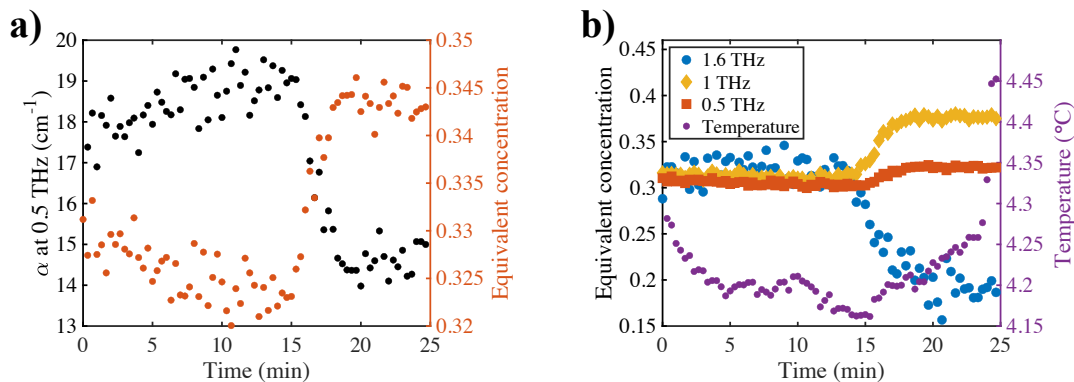 a)
20
19
18
17
16
15
14
13
α at 0.5 THz (cm⁻¹)
0 5 10 15 20 25
Time (min)
0.35
0.34
0.33
0.32
0.345
0.335
0.325
Equivalent concentration
b)
0.45
0.4
0.35
0.3
0.25
0.2
0.15
Equivalent concentration
1.6 THz
1 THz
0.5 THz
Temperature
0 5 10 15 20 25
Time (min)
4.45
4.4
4.35
4.3
4.25
4.2
4.15
Temperature (°C)